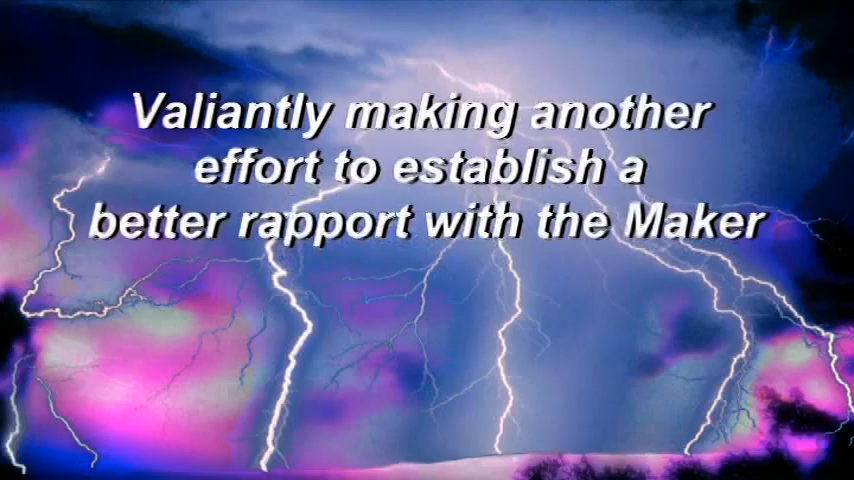 Valiantly making another
effort to establish a
better rapport with the Maker